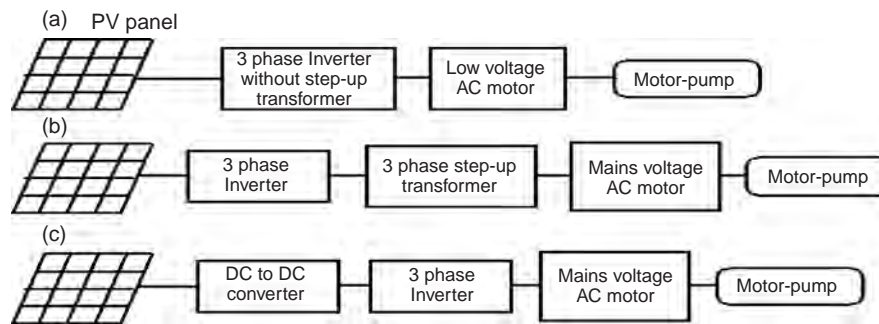 (a)
PV panel
3 phase Inverter
without step-up
transformer
Low voltage
AC motor
Motor-pump
(b)
3 phase
Inverter
3 phase step-up
transformer
Mains voltage
AC motor
Motor-pump
(c)
DC to DC
converter
3 phase
Inverter
Mains voltage
AC motor
Motor-pump